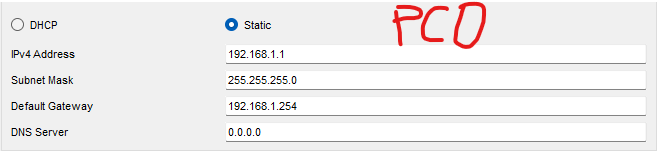 DHCP Static PC0
IPv4 Address 192.168.1.1
Subnet Mask 255.255.255.0
Default Gateway 192.168.1.254
DNS Server 0.0.0.0